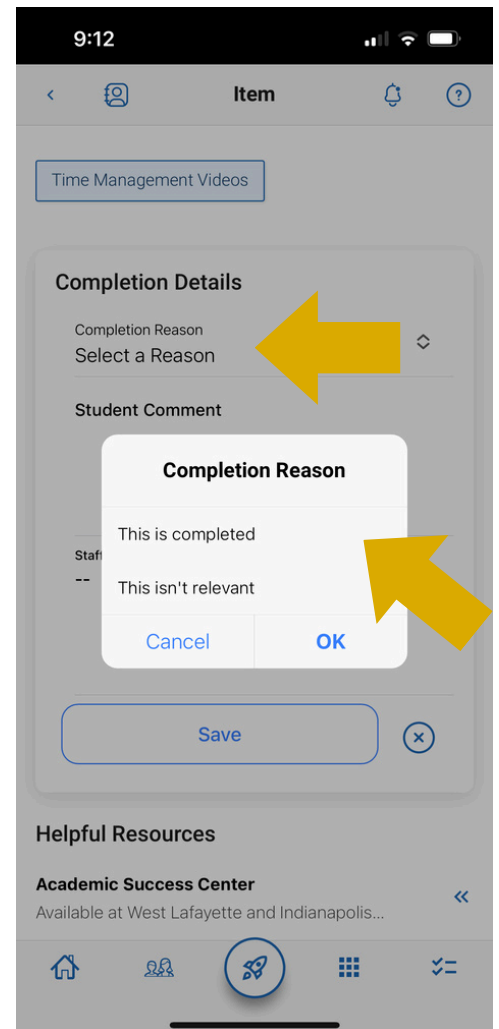 9:12
Item
?
Time Management Videos
Completion Details
Completion Reason
Select a Reason
Student Comment
Completion Reason
This is completed
Staff
--
This isn't relevant
Cancel
OK
Save
Helpful Resources
Academic Success Center
Available at West Lafayette and Indianapolis...